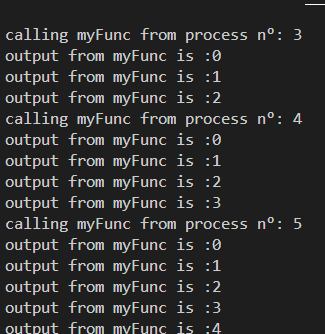 calling myFunc from process nº: 3
output from myFunc is :0
output from myFunc is :1
output from myFunc is :2
calling myFunc from process nº: 4
output from myFunc is :0
output from myFunc is :1
output from myFunc is :2
output from myFunc is :3
calling myFunc from process nº: 5
output from myFunc is :0
output from myFunc is :1
output from myFunc is :2
output from myFunc is :3
output from myFunc is :4